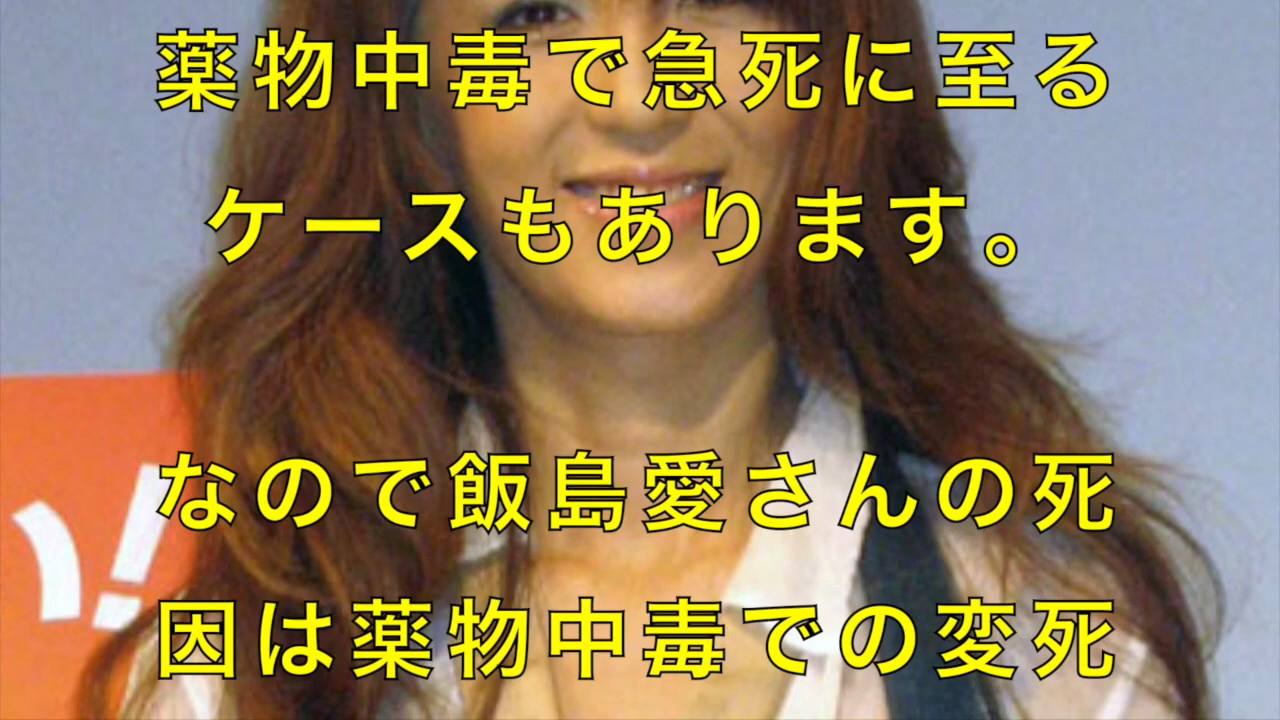 薬物中毒で急死に至る
ケースもあります。
なので飯島愛さんの死
因は薬物中毒での変死